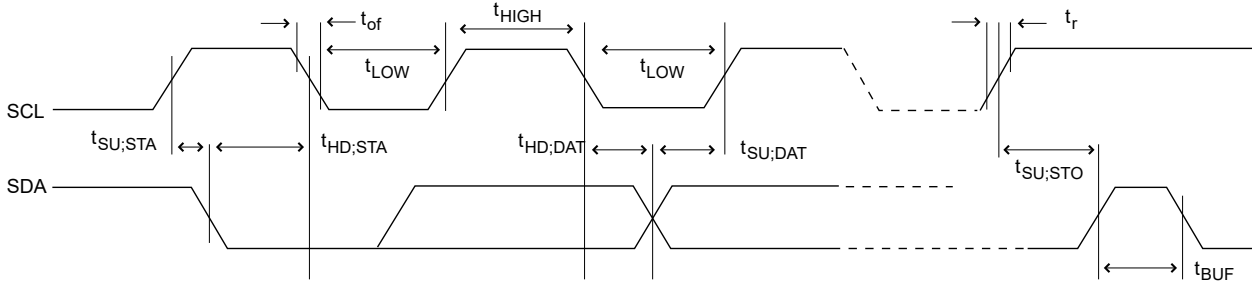 t_of
t_HIGH
t_r
t_LOW
t_LOW
SCL
t_SU;STA
t_HD;STA
t_HD;DAT
t_SU;DAT
t_SU;STO
SDA
t_BUF